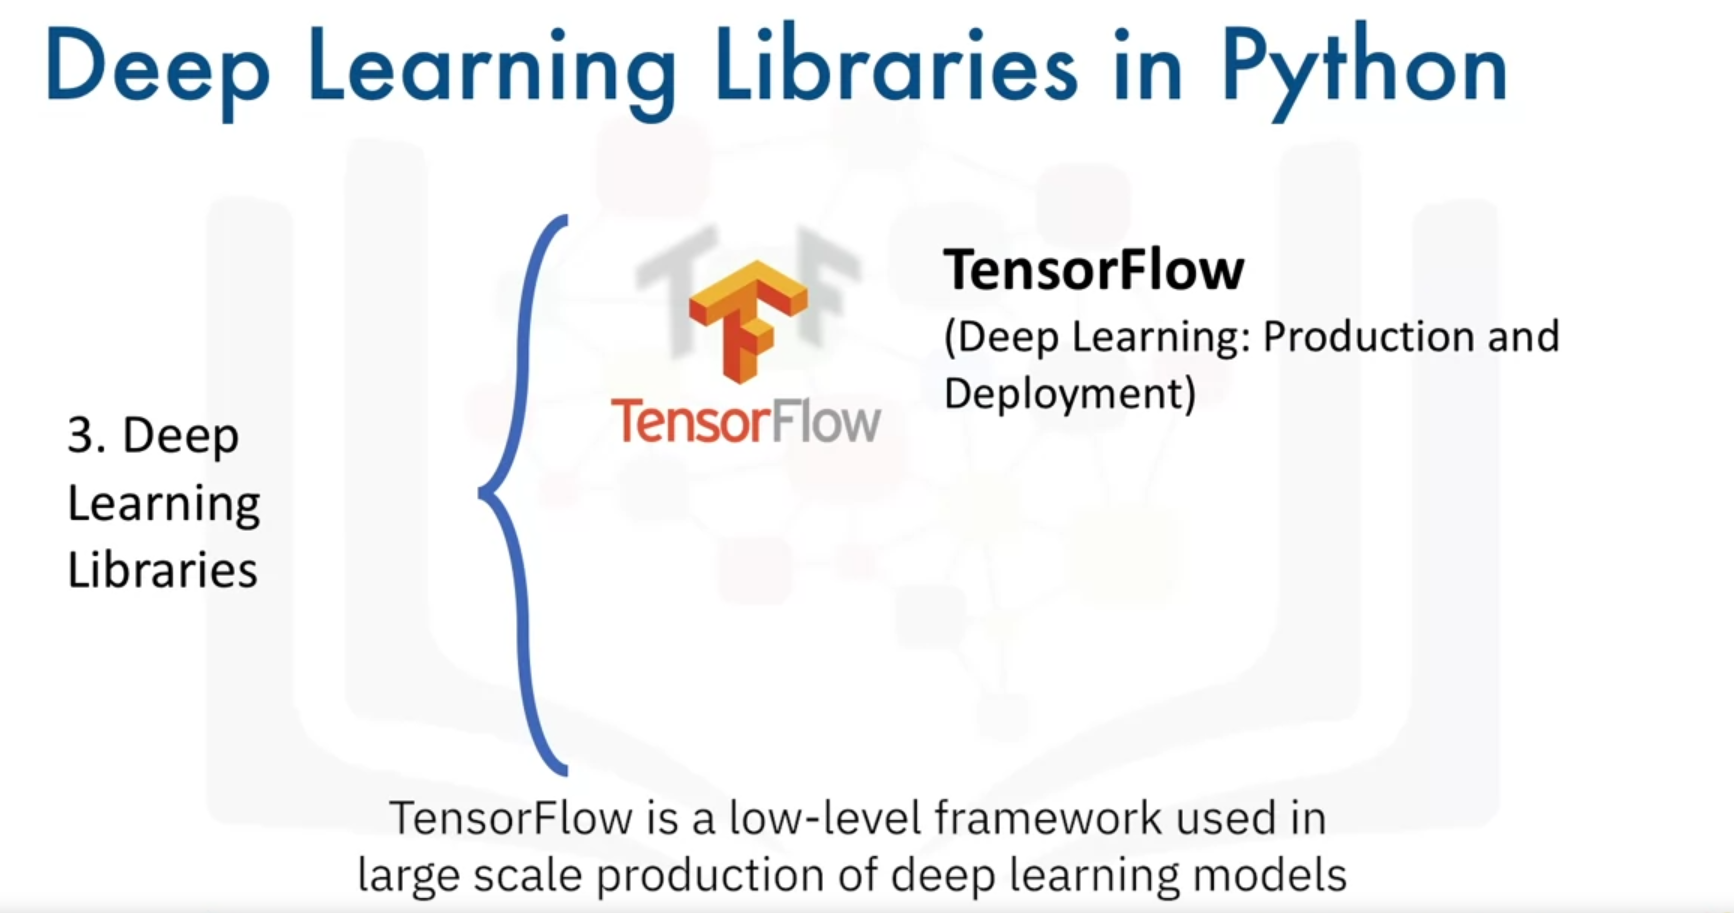 Deep Learning Libraries in Python
3. Deep
Learning
Libraries
TF
TensorFlow
TensorFlow
(Deep Learning: Production and
Deployment)
TensorFlow is a low-level framework used in
large scale production of deep learning models